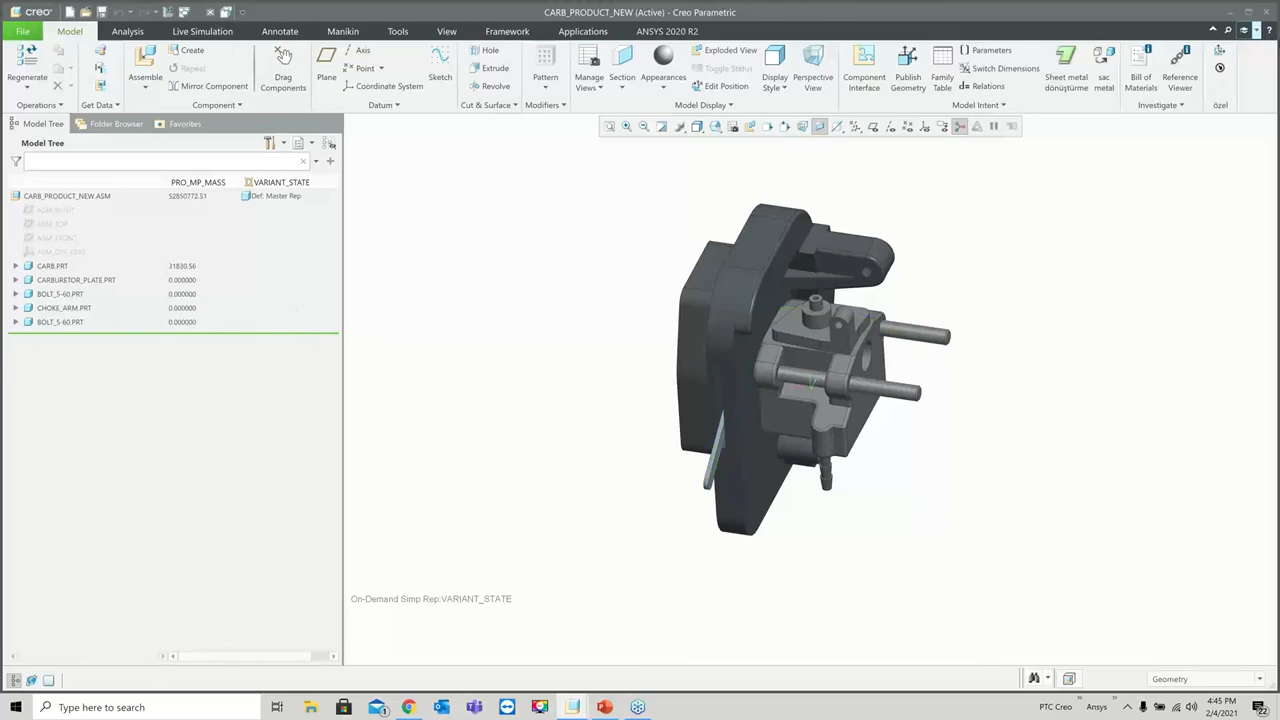 creo
CARB_PRODUCT_NEW (Active) - Creo Parametric
File
Model
Analysis
Live Simulation
Annotate
Manikin
Tools
View
Framework
Applications
ANSYS 2020 R2
Regenerate
Operations
Get Data
Assemble
Create
Repeat
Mirror Component
Component
Drag
Components
Plane
Axis
Point
Coordinate System
Datum
Sketch
Hole
Extrude
Revolve
Cut & Surface
Pattern
Modifiers
Manage
Views
Section
Appearances
Exploded View
Toggle Status
Edit Position
Display
Style
Perspective
View
Model Display
Component
Interface
Publish
Geometry
Family
Table
Parameters
Switch Dimensions
Relations
Model Intent
Sheet metal
dönüştürme
sac
metal
Bill of
Materials
Reference
Viewer
Investigate
özel
Model Tree
Folder Browser
Favorites
Model Tree
PRO_MP_MASS
VARIANT_STATE
CARB_PRODUCT_NEW.ASM
52850772.51
Def: Master Rep
ASM_RIGHT
ASM_TOP
ASM_FRONT
ASM_DEF_CSYS
CARB.PRT
31830.56
CARBURETOR_PLATE.PRT
0.000000
BOLT_5-60.PRT
0.000000
CHOKE_ARM.PRT
0.000000
BOLT_5-60.PRT
0.000000
On-Demand Simp Rep:VARIANT_STATE
Geometry
Type here to search
PTC Creo
Ansys
4:45 PM
2/4/2021
22